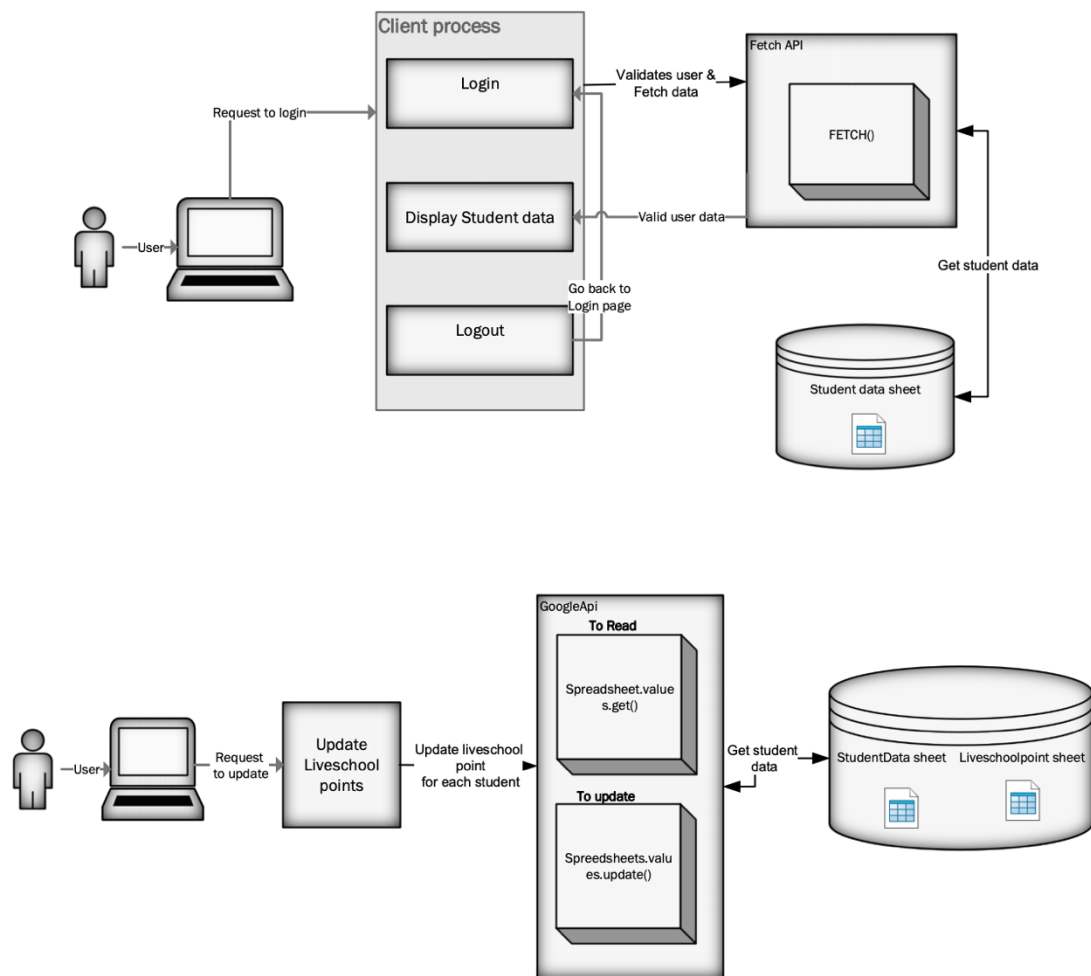 Client process
Fetch API
Login
Validates user &
Fetch data
Request to login
FETCH()
Display Student data
Valid user data
User
Get student data
Go back to
Login page
Logout
Student data sheet
GoogleApi
To Read
Spreadsheet.value
s.get()
Update
Liveschool
points
Request
to update
User
Update liveschool
point
for each student
Get student
data
StudentData sheet
Liveschoolpoint sheet
To update
Spreedsheets.valu
es.update()